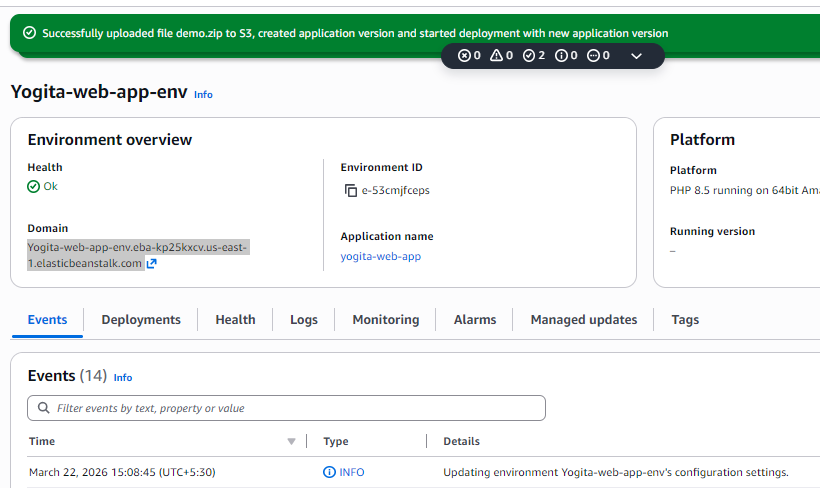 Successfully uploaded file demo.zip to S3, created application version and started deployment with new application version
0 0 2 0 0
Yogita-web-app-env Info
Environment overview
Health
Ok
Environment ID
e-53cmjfceps
Domain
Yogita-web-app-env.eba-kp25kxcv.us-east-
1.elasticbeanstalk.com
Application name
yogita-web-app
Platform
Platform
PHP 8.5 running on 64bit Ama
Running version
–
Events Deployments Health Logs Monitoring Alarms Managed updates Tags
Events (14) Info
Filter events by text, property or value
Time Type Details
March 22, 2026 15:08:45 (UTC+5:30) INFO Updating environment Yogita-web-app-env's configuration settings.